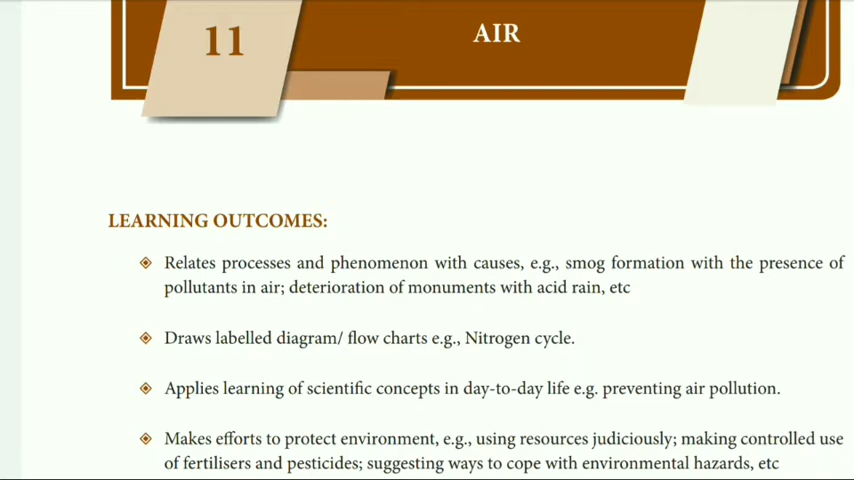 11
AIR
LEARNING OUTCOMES:
Relates processes and phenomenon with causes, e.g., smog formation with the presence of
pollutants in air; deterioration of monuments with acid rain, etc
Draws labelled diagram/ flow charts e.g., Nitrogen cycle.
Applies learning of scientific concepts in day-to-day life e.g. preventing air pollution.
Makes efforts to protect environment, e.g., using resources judiciously; making controlled use
of fertilisers and pesticides; suggesting ways to cope with environmental hazards, etc